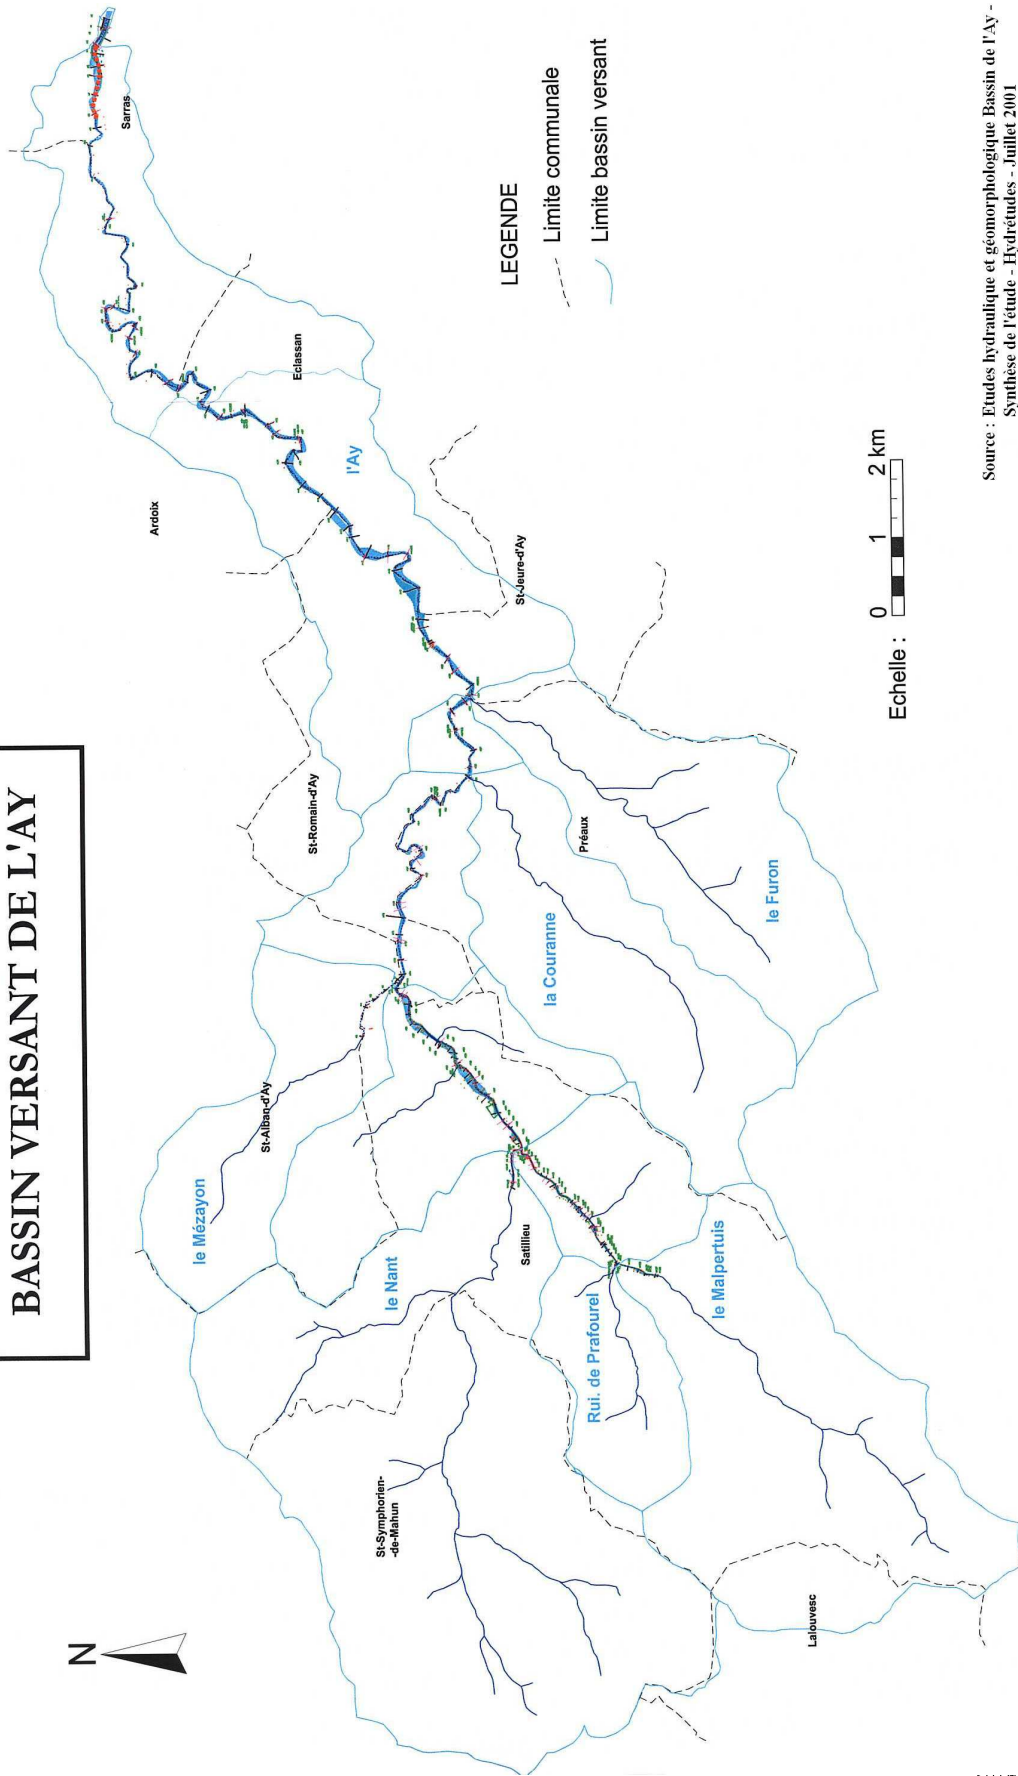 BASSIN VERSANT DE L'AY
N
Sarras
Eclassan
Ardoix
l'Ay
St-Jeure-d'Ay
St-Romain-d'Ay
Préaux
le Furon
la Couranne
St-Alban-d'Ay
le Mézayon
le Nant
Satillieu
le Malpertuis
Rui. de Prafourel
St-Symphorien-
-de-Mahun
Lalouvesc
LEGENDE
Limite communale
Limite bassin versant
Echelle :
0 1 2 km
Source : Etudes hydraulique et géomorphologique Bassin de l'Ay -
Synthèse de l'étude - Hydrétudes - Juillet 2001